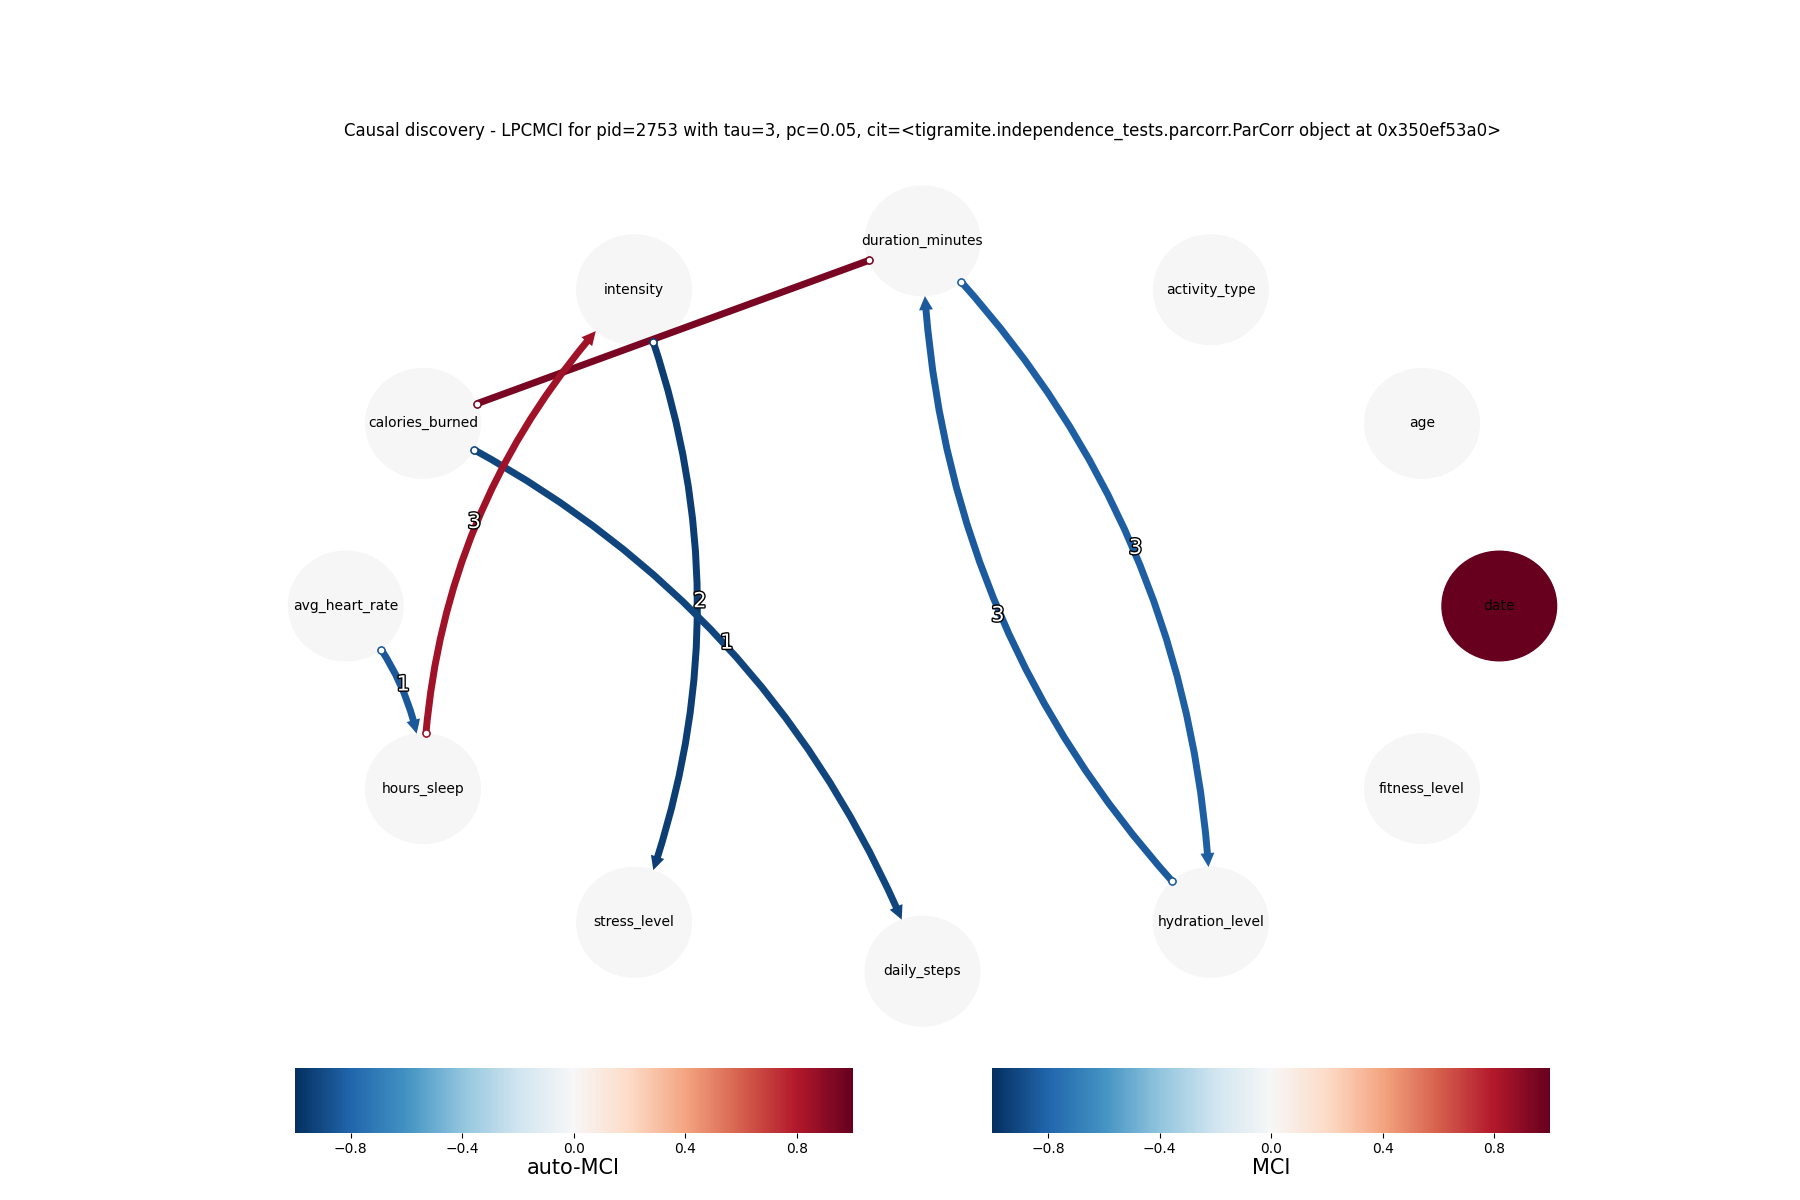 Causal discovery - LPCMCI for pid=2753 with tau=3, pc=0.05, cit=<tigramite.independence_tests.parcorr.ParCorr object at 0x350ef53a0>
duration_minutes
intensity
activity_type
calories_burned
age
3
3
2
avg_heart_rate
date
3
1
1
hours_sleep
fitness_level
stress_level
hydration_level
daily_steps
−0.8 −0.4 0.0 0.4 0.8
auto-MCI
−0.8 −0.4 0.0 0.4 0.8
MCI